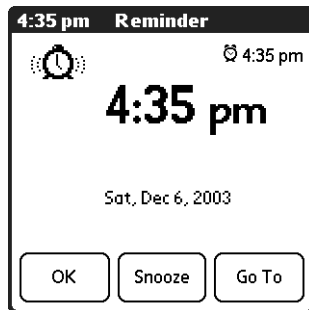 4:35 pm Reminder
4:35 pm
4:35 pm
Sat, Dec 6, 2003
OK Snooze Go To